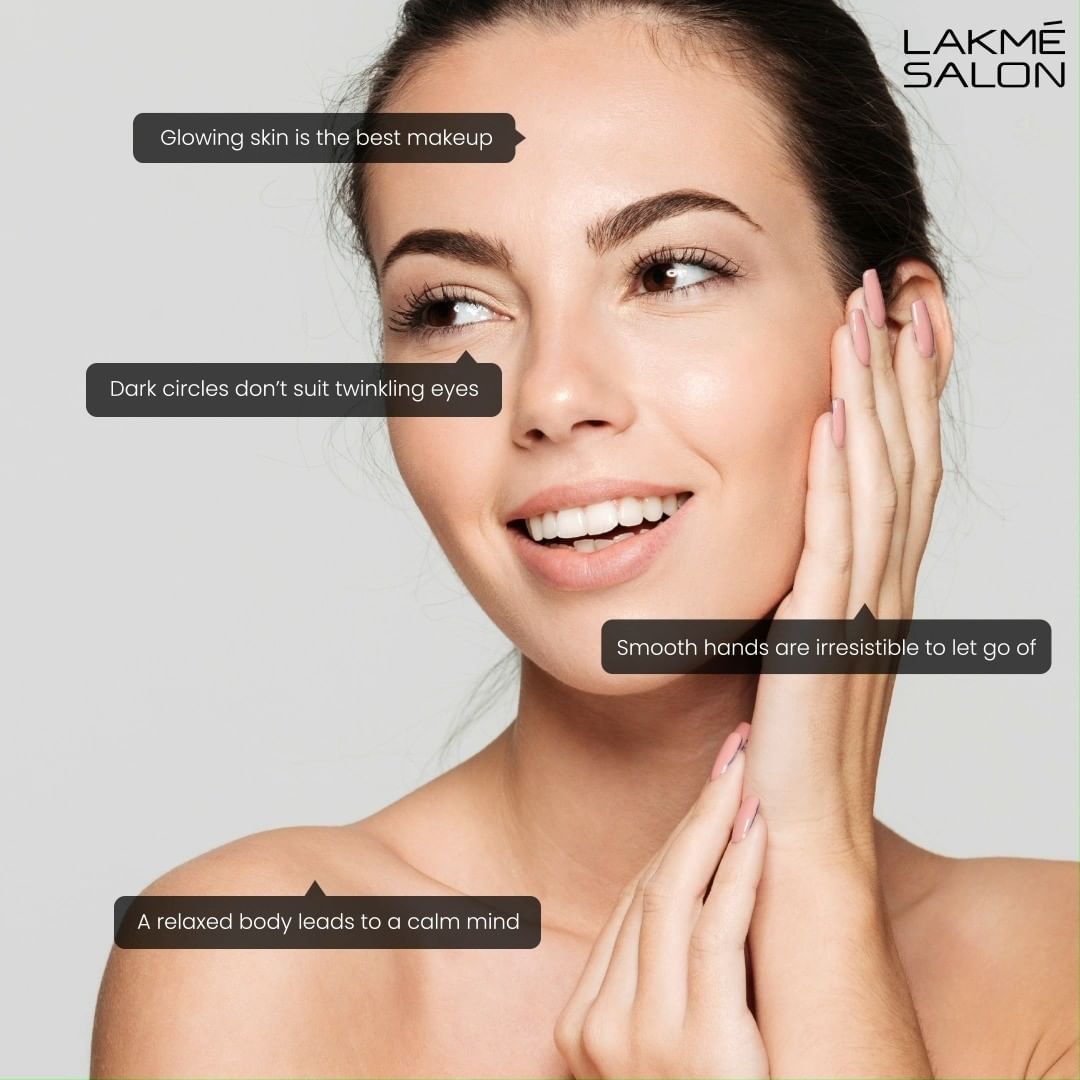 LAKMÉ
SALON
Glowing skin is the best makeup
Dark circles don’t suit twinkling eyes
Smooth hands are irresistible to let go of
A relaxed body leads to a calm mind